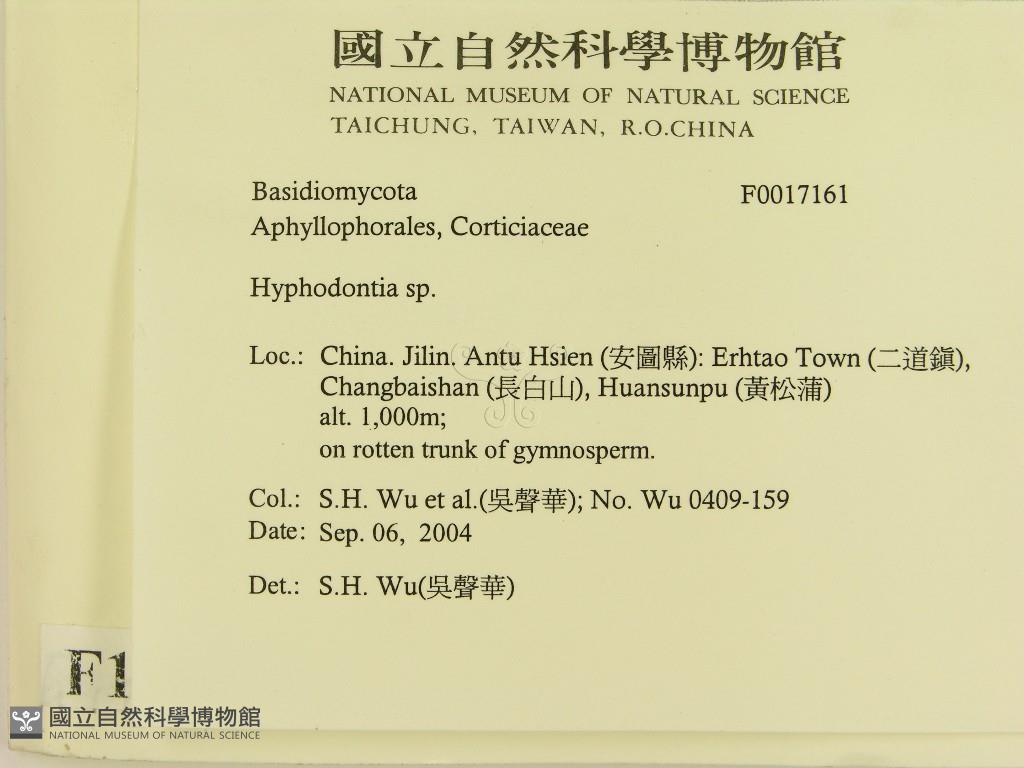 國立自然科學博物館
NATIONAL MUSEUM OF NATURAL SCIENCE
TAICHUNG, TAIWAN, R.O.CHINA
Basidiomycota F0017161
Aphyllophorales, Corticiaceae
Hyphodontia sp.
Loc.: China. Jilin. Antu Hsien (安圖縣): Erhtao Town (二道鎮),
Changbaishan (長白山), Huansunpu (黃松蒲)
alt. 1,000m;
on rotten trunk of gymnosperm.
Col.: S.H. Wu et al.(吳聲華); No. Wu 0409-159
Date: Sep. 06, 2004
Det.: S.H. Wu(吳聲華)
F1
國立自然科學博物館
NATIONAL MUSEUM OF NATURAL SCIENCE